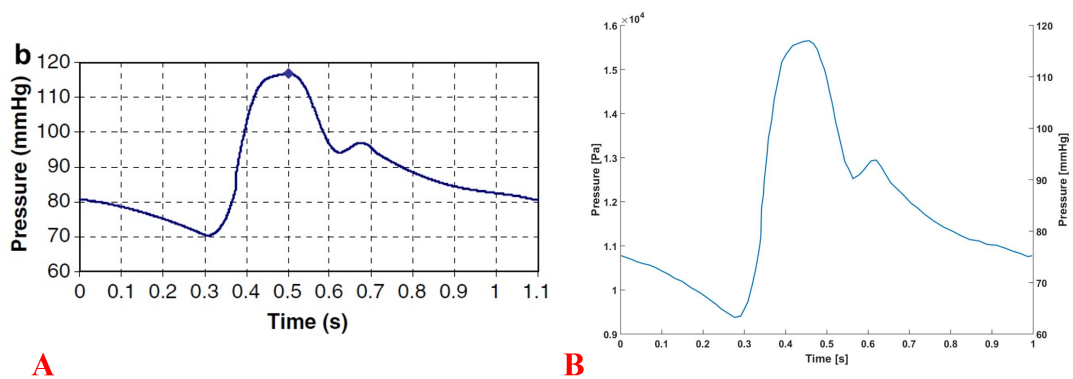 b
Pressure (mmHg)
120
110
100
90
80
70
60
0 0.1 0.2 0.3 0.4 0.5 0.6 0.7 0.8 0.9 1 1.1
Time (s)
A
×10⁴
Pressure [Pa]
1.6
1.5
1.4
1.3
1.2
1.1
1
0.9
0 0.1 0.2 0.3 0.4 0.5 0.6 0.7 0.8 0.9 1
Time [s]
120
110
100
90
80
70
60
Pressure [mmHg]
B